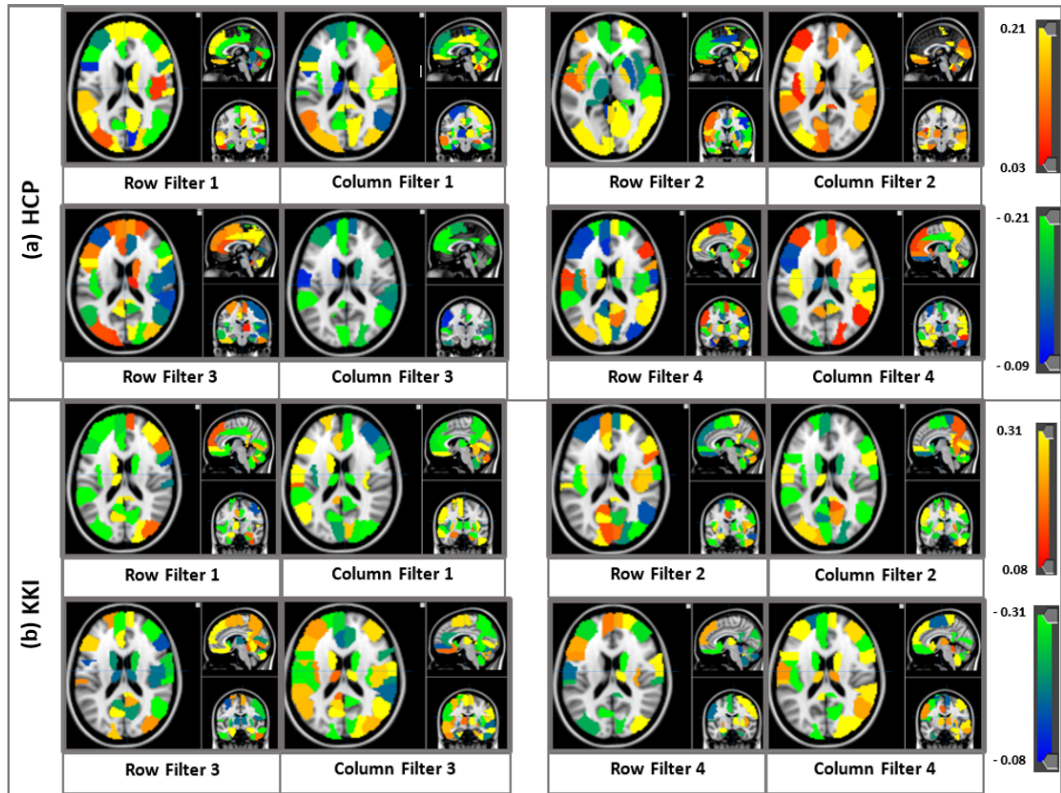 (a) HCP
Row Filter 1 Column Filter 1 Row Filter 2 Column Filter 2
0.21
0.03
Row Filter 3 Column Filter 3 Row Filter 4 Column Filter 4
- 0.21
- 0.09
(b) KKI
Row Filter 1 Column Filter 1 Row Filter 2 Column Filter 2
0.31
0.08
Row Filter 3 Column Filter 3 Row Filter 4 Column Filter 4
- 0.31
- 0.08